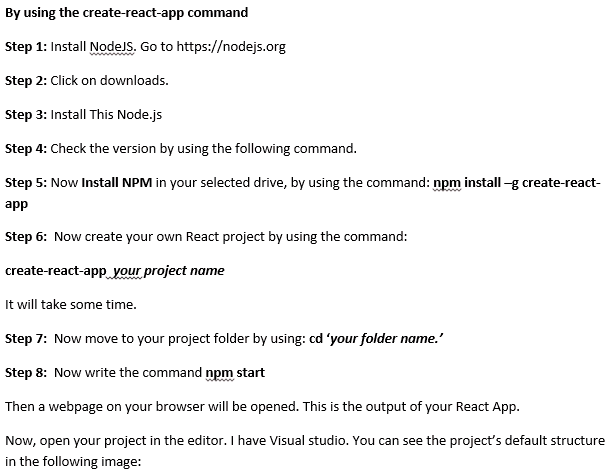 By using the create-react-app command
Step 1: Install NodeJS. Go to https://nodejs.org
Step 2: Click on downloads.
Step 3: Install This Node.js
Step 4: Check the version by using the following command.
Step 5: Now Install NPM in your selected drive, by using the command: npm install –g create-react-
app
Step 6:  Now create your own React project by using the command:
create-react-app your project name
It will take some time.
Step 7:  Now move to your project folder by using: cd ‘your folder name.’
Step 8:  Now write the command npm start
Then a webpage on your browser will be opened. This is the output of your React App.
Now, open your project in the editor. I have Visual studio. You can see the project’s default structure
in the following image: